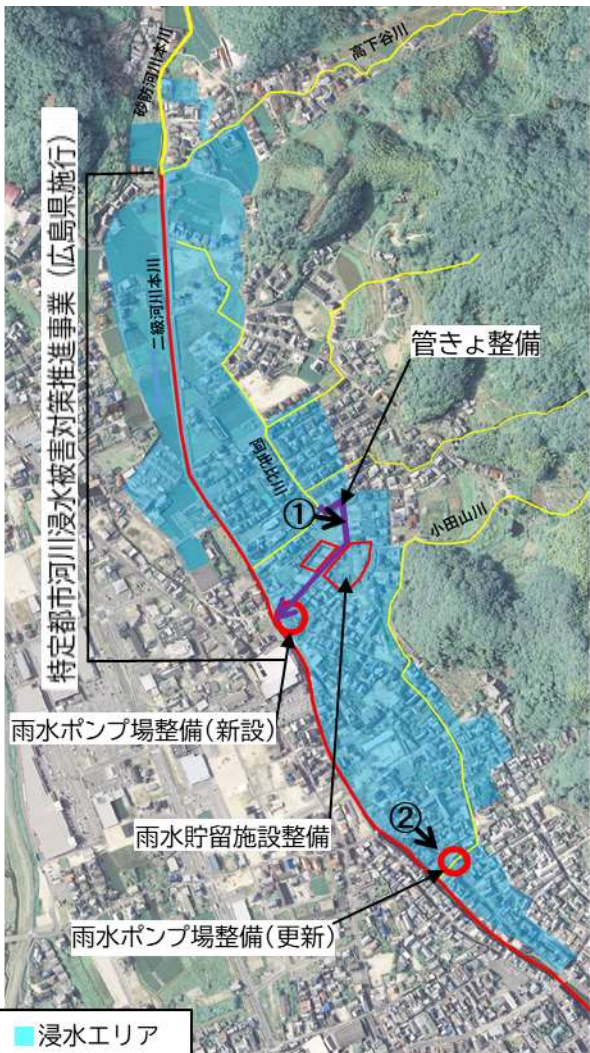 砂防河川本川
高下谷川
特定都市河川浸水被害対策推進事業（広島県施行）
二級河川本川
管きょ整備
阿此比川
①
小田山川
雨水ポンプ場整備（新設）
雨水貯留施設整備
②
雨水ポンプ場整備（更新）
浸水エリア